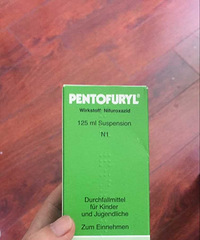 PENTOFURYL®
Wirkstoff: Nifuroxazid
125 ml Suspension
N1
Durchfallmittel
für Kinder
und Jugendliche
Zum Einnehmen